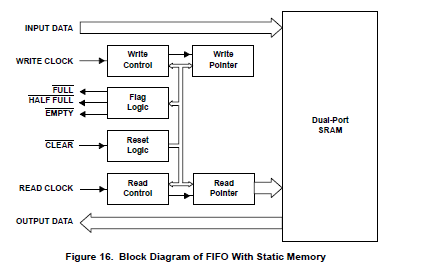 INPUT DATA
WRITE CLOCK
Write
Control
Write
Pointer
FULL
HALF FULL
EMPTY
Flag
Logic
Dual-Port
SRAM
CLEAR
Reset
Logic
READ CLOCK
Read
Control
Read
Pointer
OUTPUT DATA
Figure 16. Block Diagram of FIFO With Static Memory